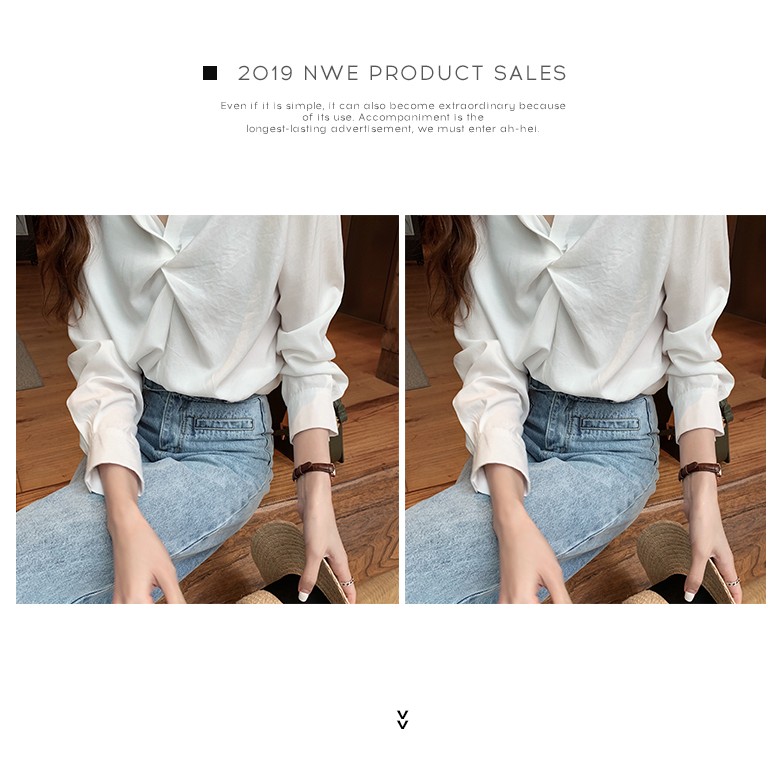 2019 NWE PRODUCT SALES
Even if it is simple, it can also become extraordinary because
of its use. Accompaniment is the
longest-lasting advertisement, we must enter ah-hei.